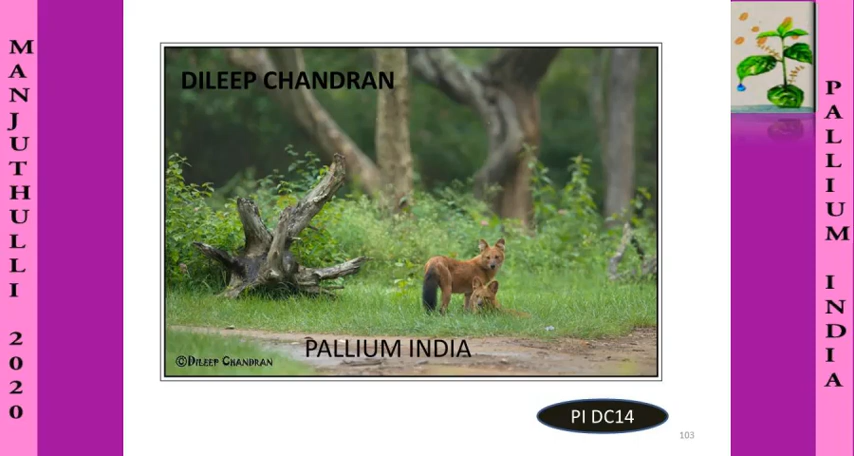 MANJUTHULLI 2020
DILEEP CHANDRAN
©DILEEP CHANDRAN
PALLIUM INDIA
PI DC14
103
PALLIUM INDIA